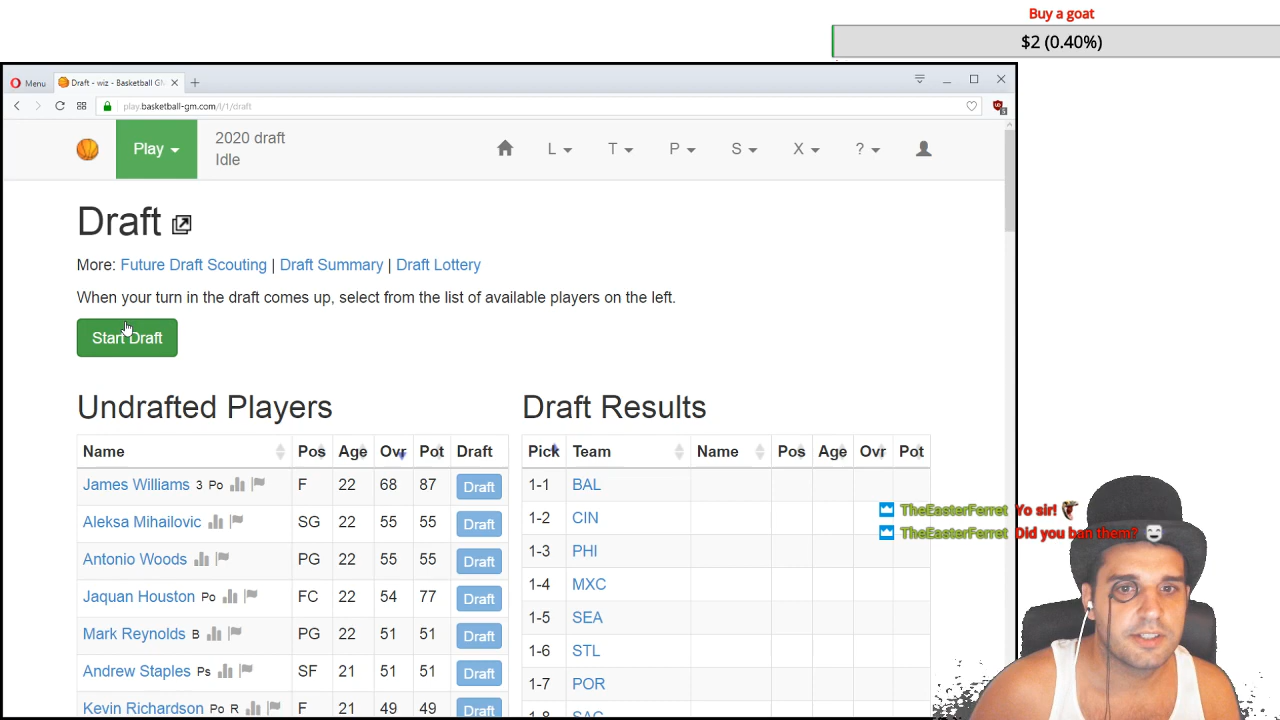 Buy a goat
$2 (0.40%)
Menu
Draft - wiz - Basketball G
play.basketball-gm.com/l/1/draft
Play
2020 draft
Idle
L
T
P
S
X
?
Draft
More: Future Draft Scouting | Draft Summary | Draft Lottery
When your turn in the draft comes up, select from the list of available players on the left.
Start Draft
Undrafted Players
Name Pos Age Ovr Pot Draft
James Williams 3 Po F 22 68 87 Draft
Aleksa Mihailovic SG 22 55 55 Draft
Antonio Woods PG 22 55 55 Draft
Jaquan Houston Po FC 22 54 77 Draft
Mark Reynolds B PG 22 51 51 Draft
Andrew Staples Ps SF 21 51 51 Draft
Kevin Richardson Po R F 21 49 49 Draft
Draft Results
Pick Team Name Pos Age Ovr Pot
1-1 BAL
1-2 CIN
1-3 PHI
1-4 MXC
1-5 SEA
1-6 STL
1-7 POR
1-8 SAC
TheEasterFerret Yo sir!
TheEasterFerret Did you ban them?